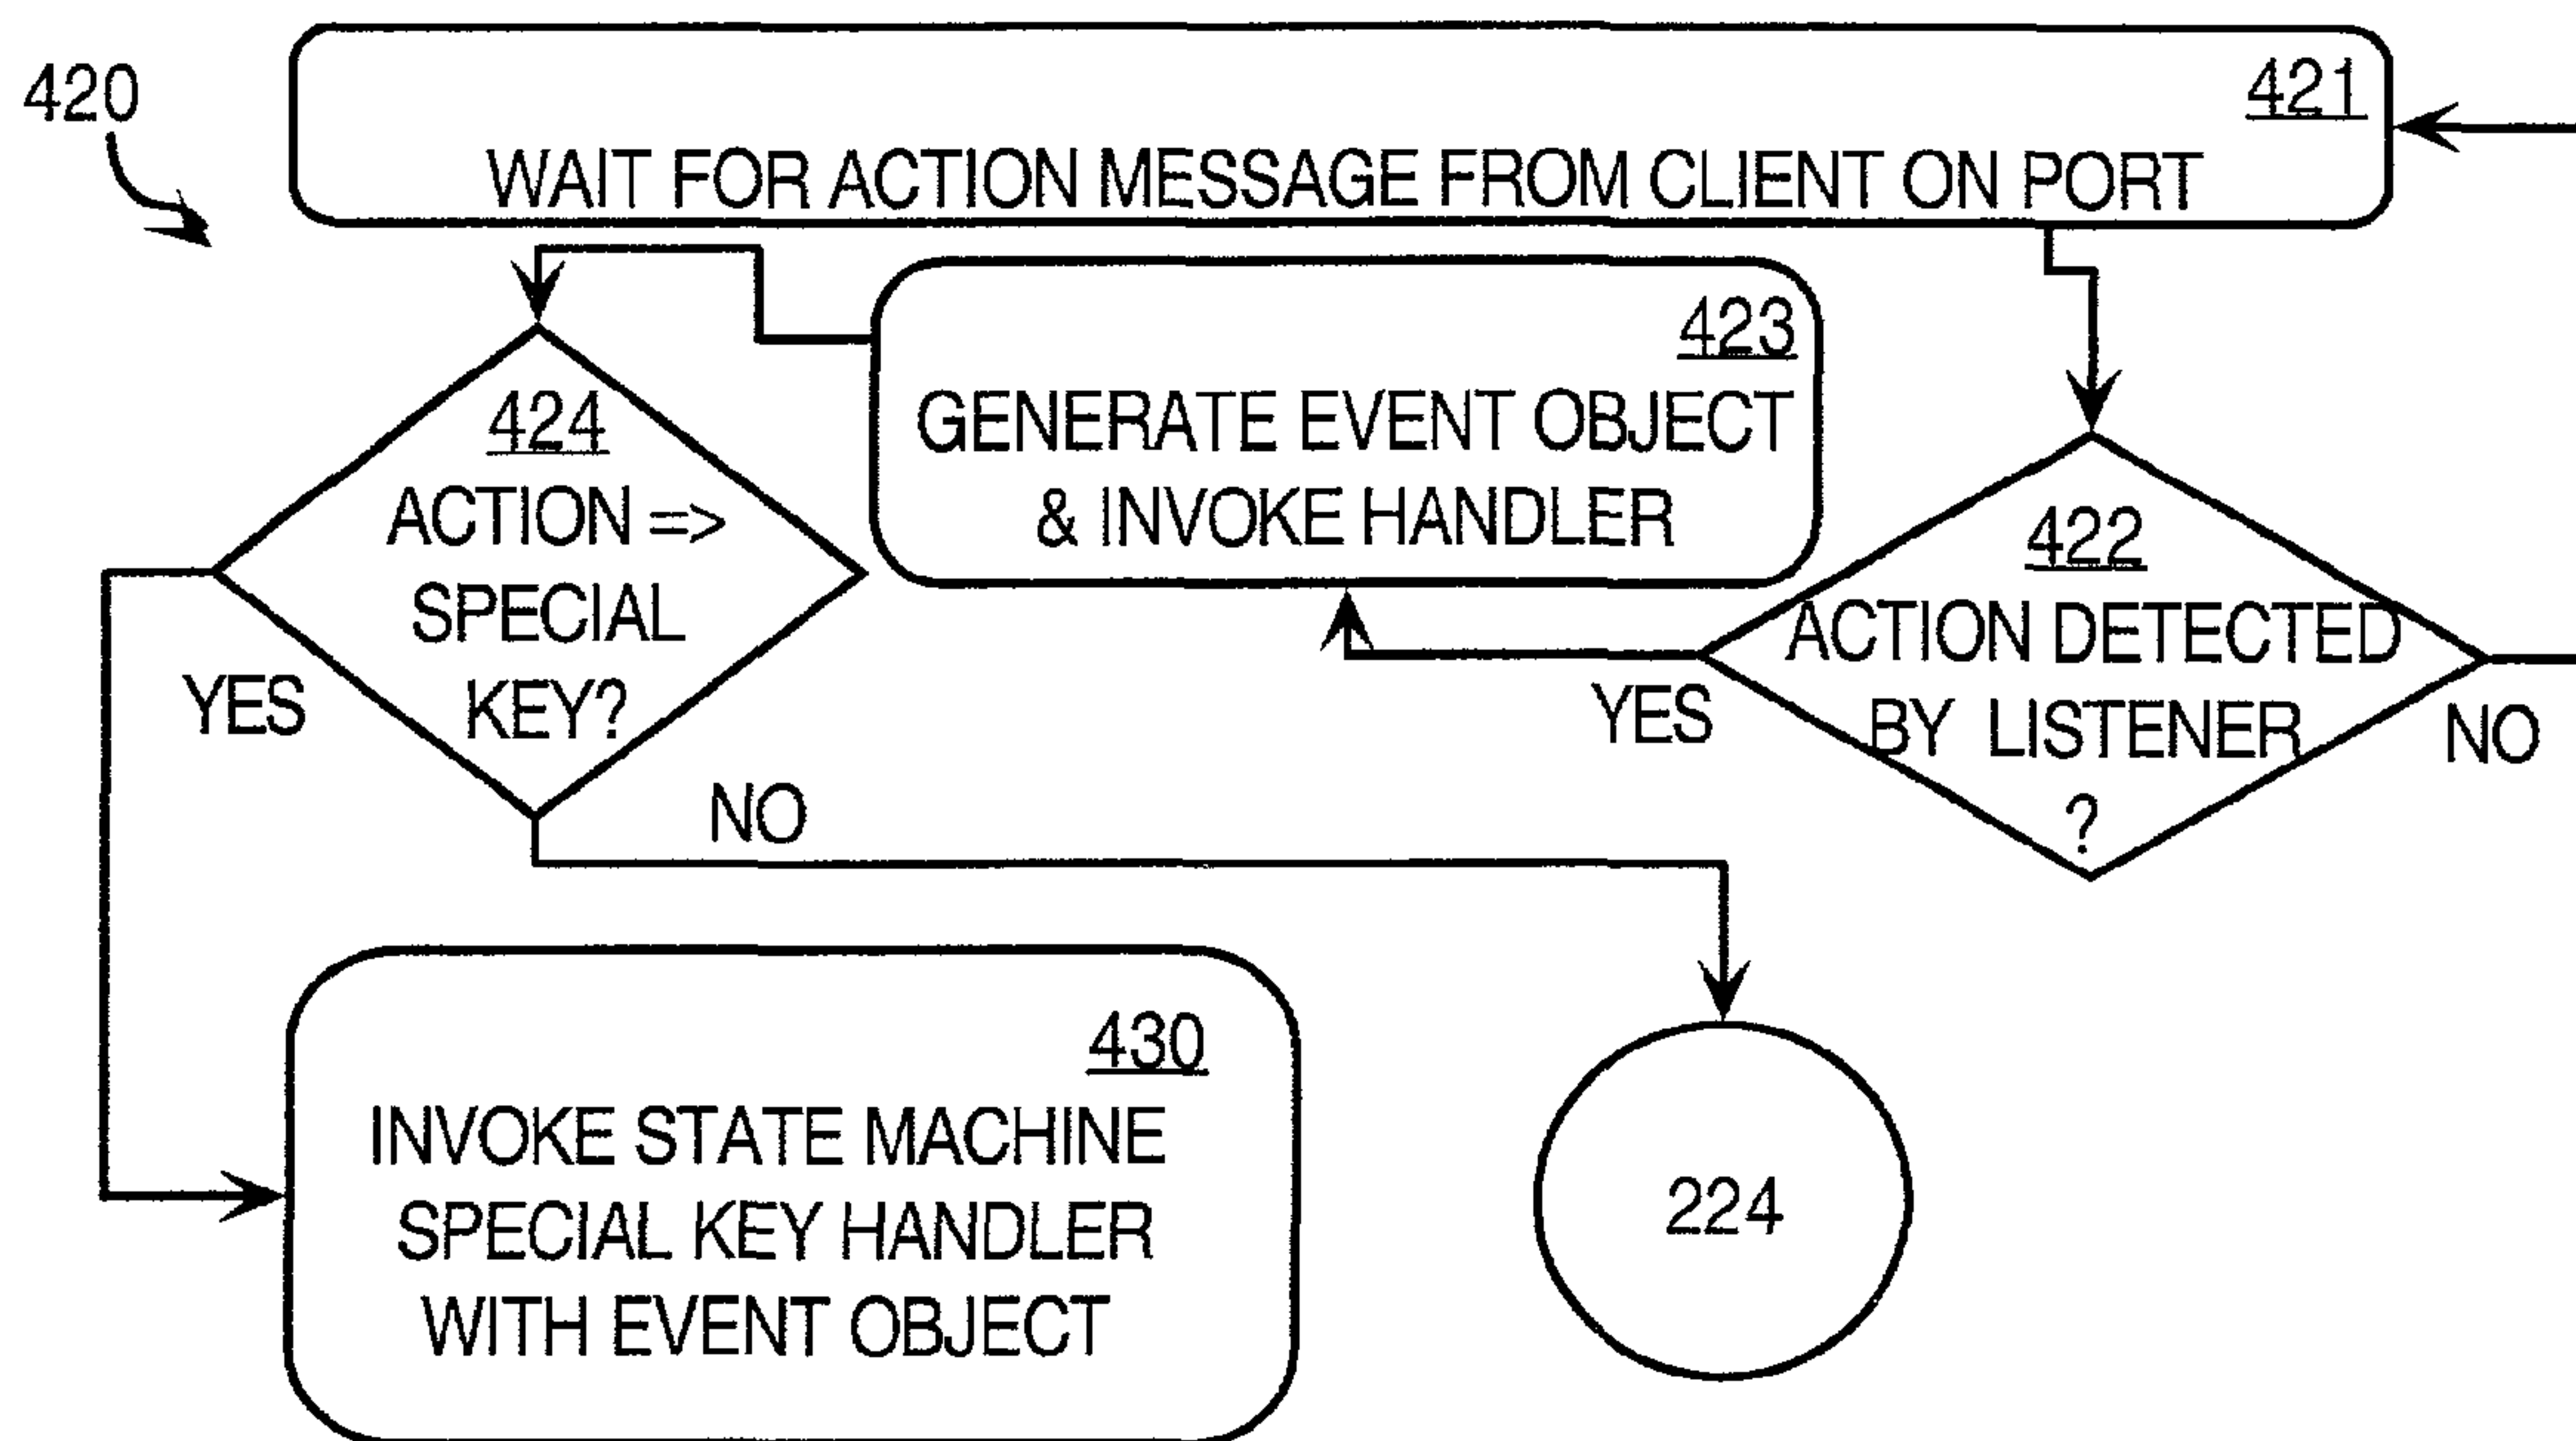 420
421
WAIT FOR ACTION MESSAGE FROM CLIENT ON PORT
423
GENERATE EVENT OBJECT
& INVOKE HANDLER
424
ACTION =>
SPECIAL
KEY?
YES
NO
422
ACTION DETECTED
BY LISTENER
?
YES
NO
430
INVOKE STATE MACHINE
SPECIAL KEY HANDLER
WITH EVENT OBJECT
224